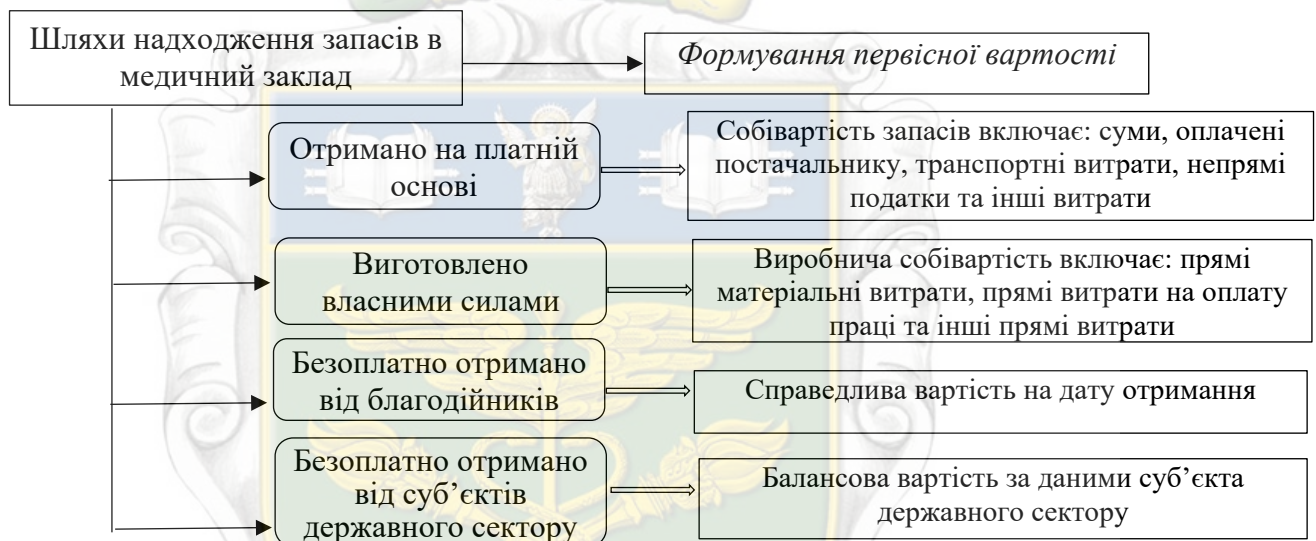 Шляхи надходження запасів в
медичний заклад
Формування первісної вартості
Отримано на платній
основі
Собівартість запасів включає: суми, оплачені
постачальнику, транспортні витрати, непрямі
податки та інші витрати
Виготовлено
власними силами
Виробнича собівартість включає: прямі
матеріальні витрати, прямі витрати на оплату
праці та інші прямі витрати
Безоплатно отримано
від благодійників
Справедлива вартість на дату отримання
Безоплатно отримано
від суб’єктів
державного сектору
Балансова вартість за даними суб’єкта
державного сектору